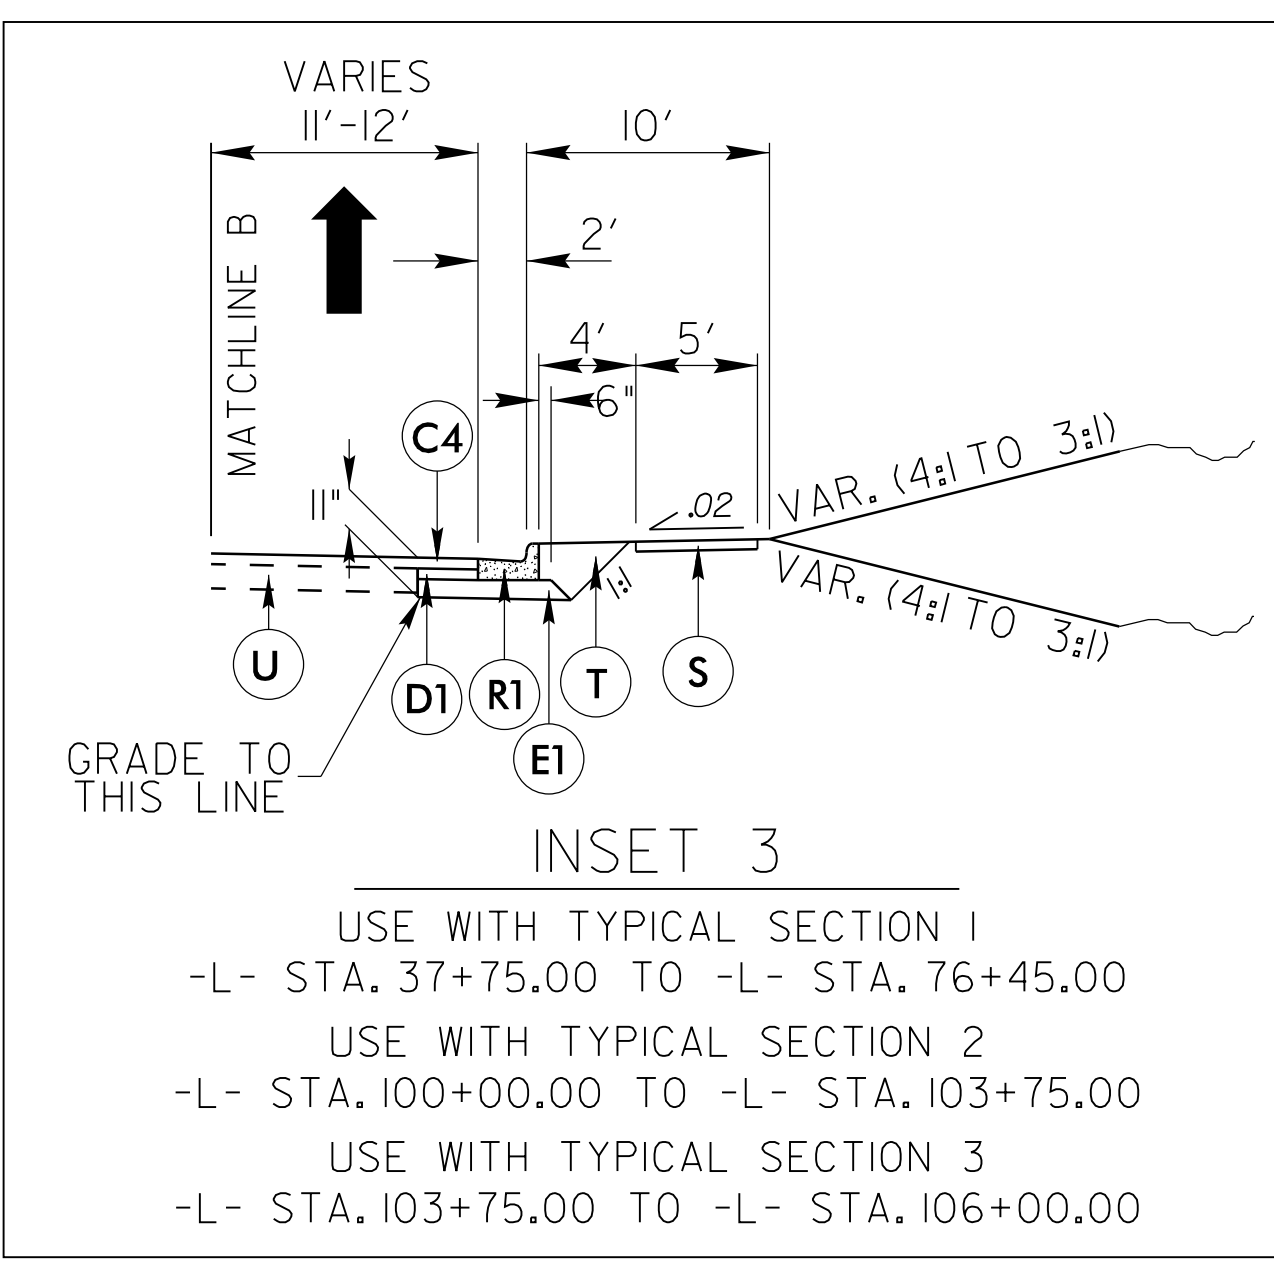 VARIES
11'-12'
10'
2'
MATCHLINE B
4'
5'
6"
C4
11"
.02
VAR. (4:1 TO 3:1)
1:1
VAR. (4:1 TO 3:1)
U
D1
R1
T
S
E1
GRADE TO
THIS LINE
INSET 3
USE WITH TYPICAL SECTION 1
-L- STA. 37+75.00 TO -L- STA. 76+45.00
USE WITH TYPICAL SECTION 2
-L- STA. 100+00.00 TO -L- STA. 103+75.00
USE WITH TYPICAL SECTION 3
-L- STA. 103+75.00 TO -L- STA. 106+00.00